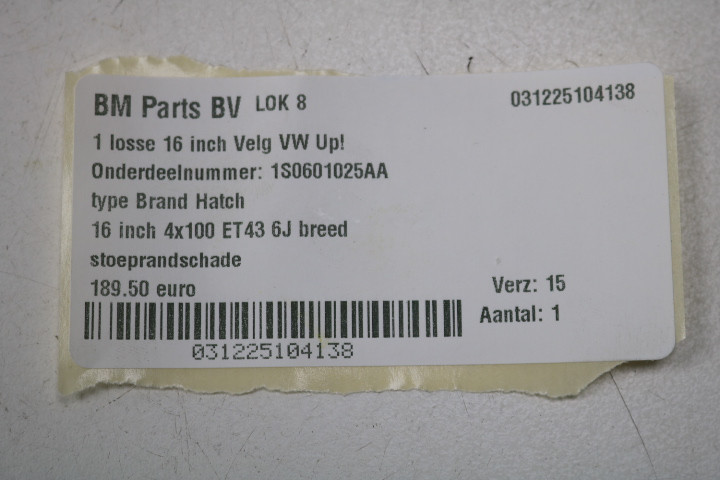 BM Parts BV LOK 8 031225104138
1 losse 16 inch Velg VW Up!
Onderdeelnummer: 1S0601025AA
type Brand Hatch
16 inch 4x100 ET43 6J breed
stoeprandschade
189.50 euro Verz: 15
Aantal: 1
031225104138